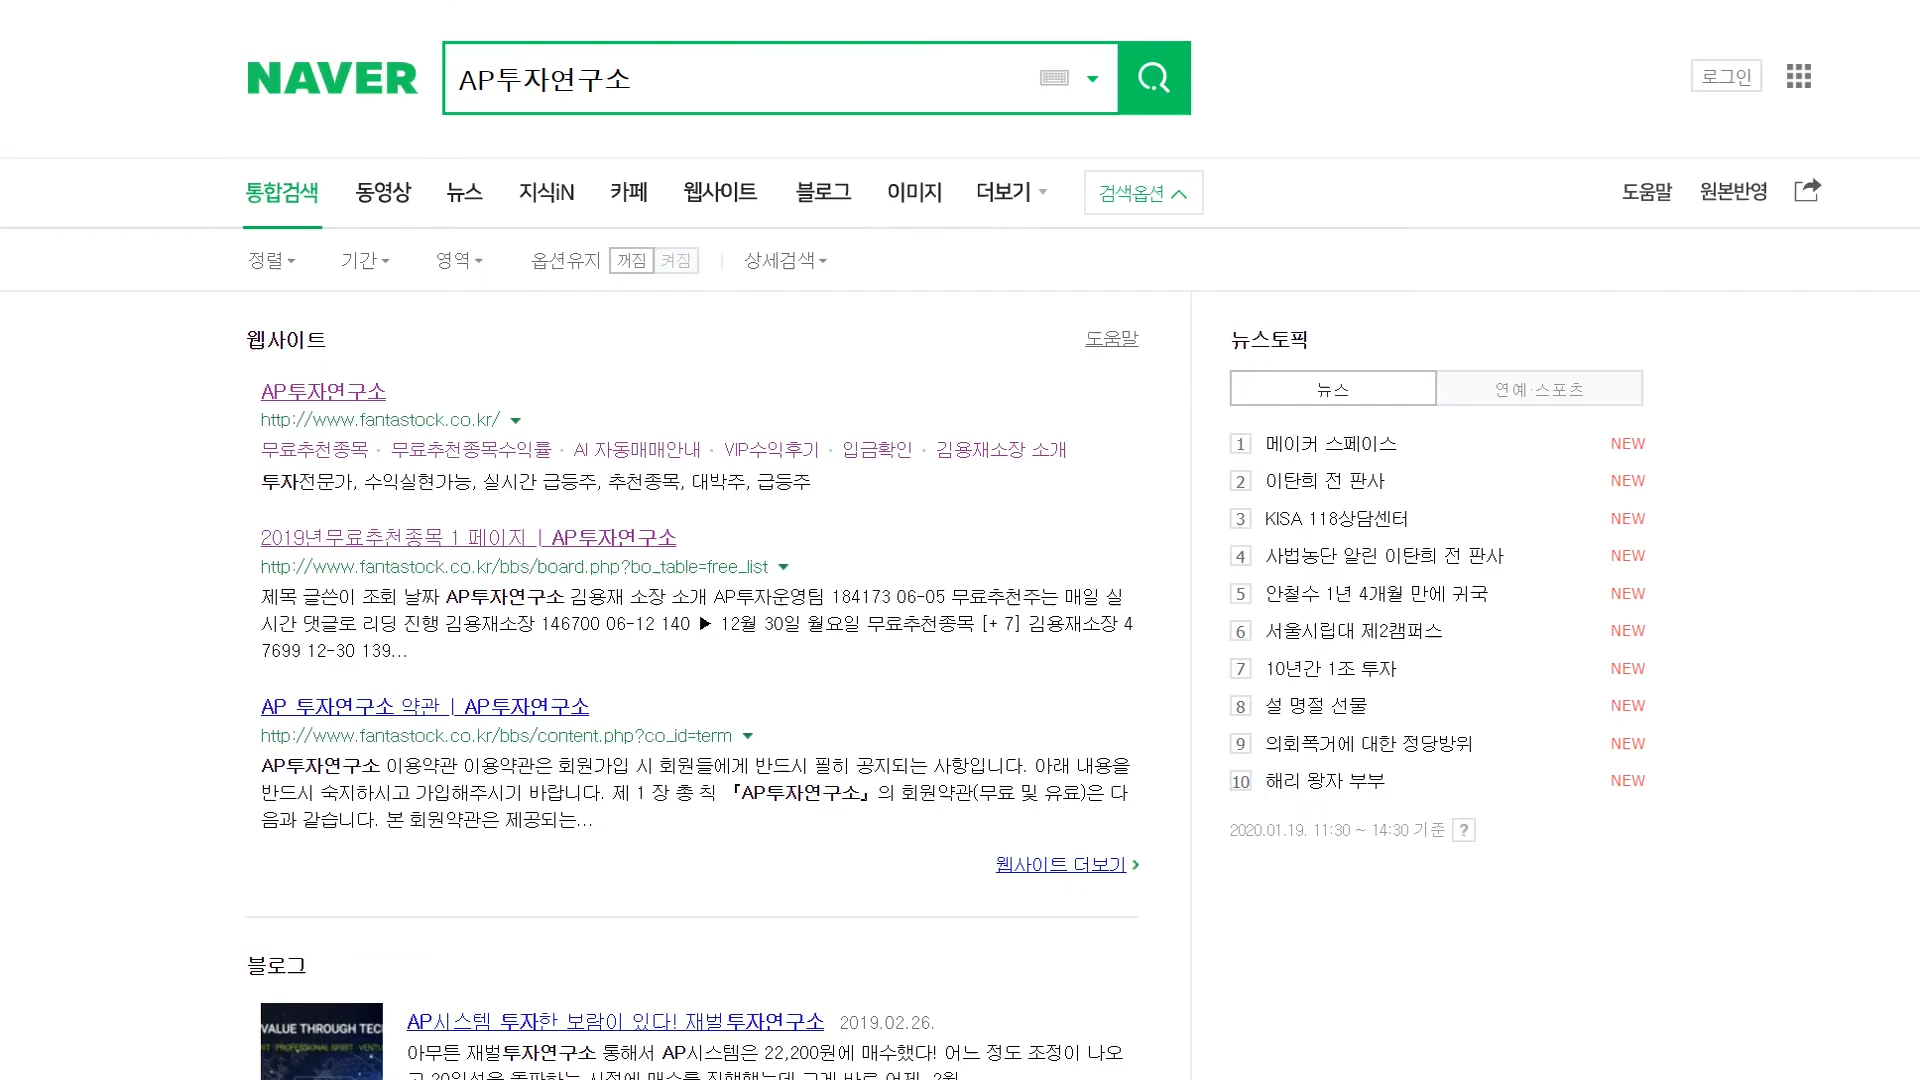 NAVER
AP투자연구소
로그인
통합검색 동영상 뉴스 지식iN 카페 웹사이트 블로그 이미지 더보기 검색옵션 도움말 원본반영
정렬 기간 영역 옵션유지 꺼짐 켜짐 상세검색
웹사이트 도움말
AP투자연구소
http://www.fantastock.co.kr/
무료추천종목 · 무료추천종목수익률 · AI 자동매매안내 · VIP수익후기 · 입금확인 · 김용재소장 소개
투자전문가, 수익실현가능, 실시간 급등주, 추천종목, 대박주, 급등주
2019년무료추천종목 1 페이지 | AP투자연구소
http://www.fantastock.co.kr/bbs/board.php?bo_table=free_list
제목 글쓴이 조회 날짜 AP투자연구소 김용재 소장 소개 AP투자운영팀 184173 06-05 무료추천주는 매일 실
시간 댓글로 리딩 진행 김용재소장 146700 06-12 140 ▶ 12월 30일 월요일 무료추천종목 [+ 7] 김용재소장 4
7699 12-30 139...
AP 투자연구소 약관 | AP투자연구소
http://www.fantastock.co.kr/bbs/content.php?co_id=term
AP투자연구소 이용약관 이용약관은 회원가입 시 회원들에게 반드시 필히 공지되는 사항입니다. 아래 내용을
반드시 숙지하시고 가입해주시기 바랍니다. 제 1 장 총 칙 『AP투자연구소』의 회원약관(무료 및 유료)은 다
음과 같습니다. 본 회원약관은 제공되는...
웹사이트 더보기
블로그
VALUE THROUGH TEC
AP시스템 투자한 보람이 있다! 재벌투자연구소 2019.02.26.
아무튼 재벌투자연구소 통해서 AP시스템은 22,200원에 매수했다! 어느 정도 조정이 나오
뉴스토픽
뉴스 연예·스포츠
1 메이커 스페이스 NEW
2 이탄희 전 판사 NEW
3 KISA 118상담센터 NEW
4 사법농단 알린 이탄희 전 판사 NEW
5 안철수 1년 4개월 만에 귀국 NEW
6 서울시립대 제2캠퍼스 NEW
7 10년간 1조 투자 NEW
8 설 명절 선물 NEW
9 의회폭거에 대한 정당방위 NEW
10 해리 왕자 부부 NEW
2020.01.19. 11:30 ~ 14:30 기준 ?